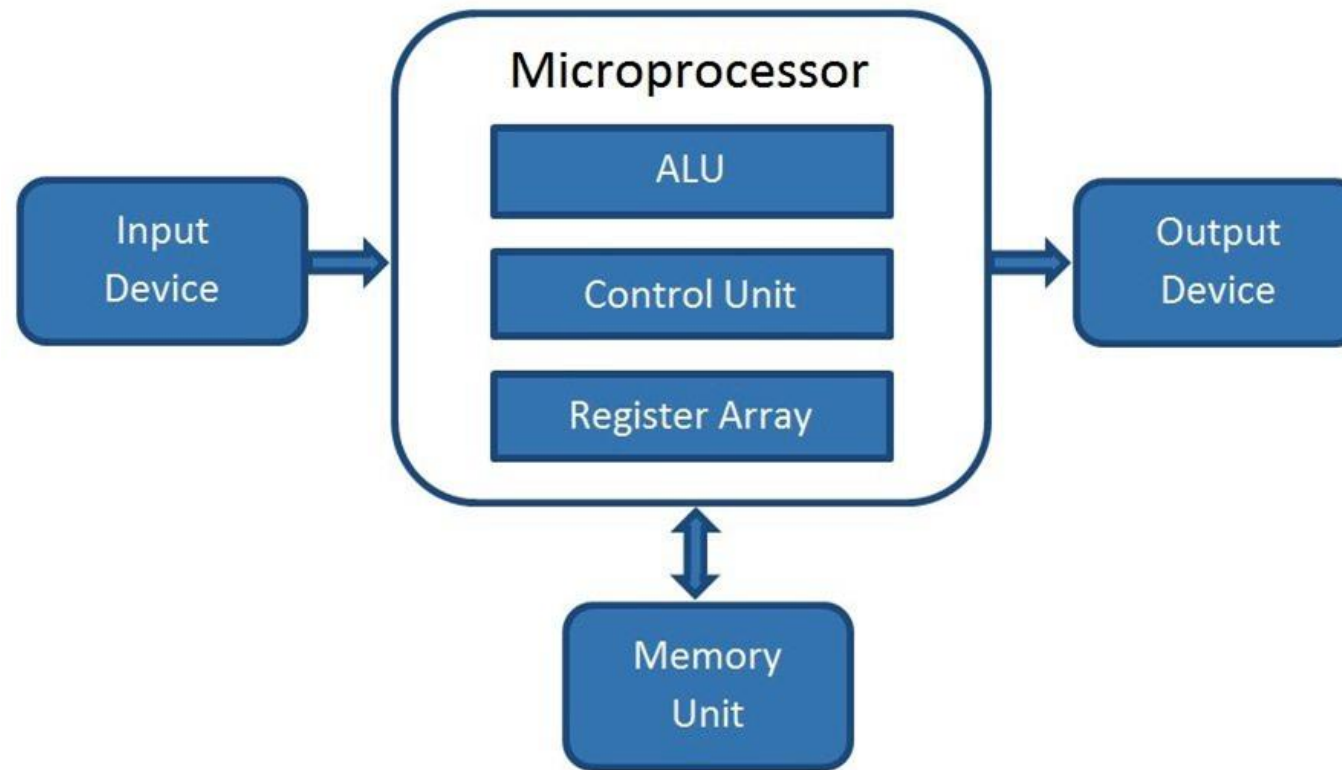 Microprocessor
ALU
Control Unit
Register Array
Input
Device
Output
Device
Memory
Unit